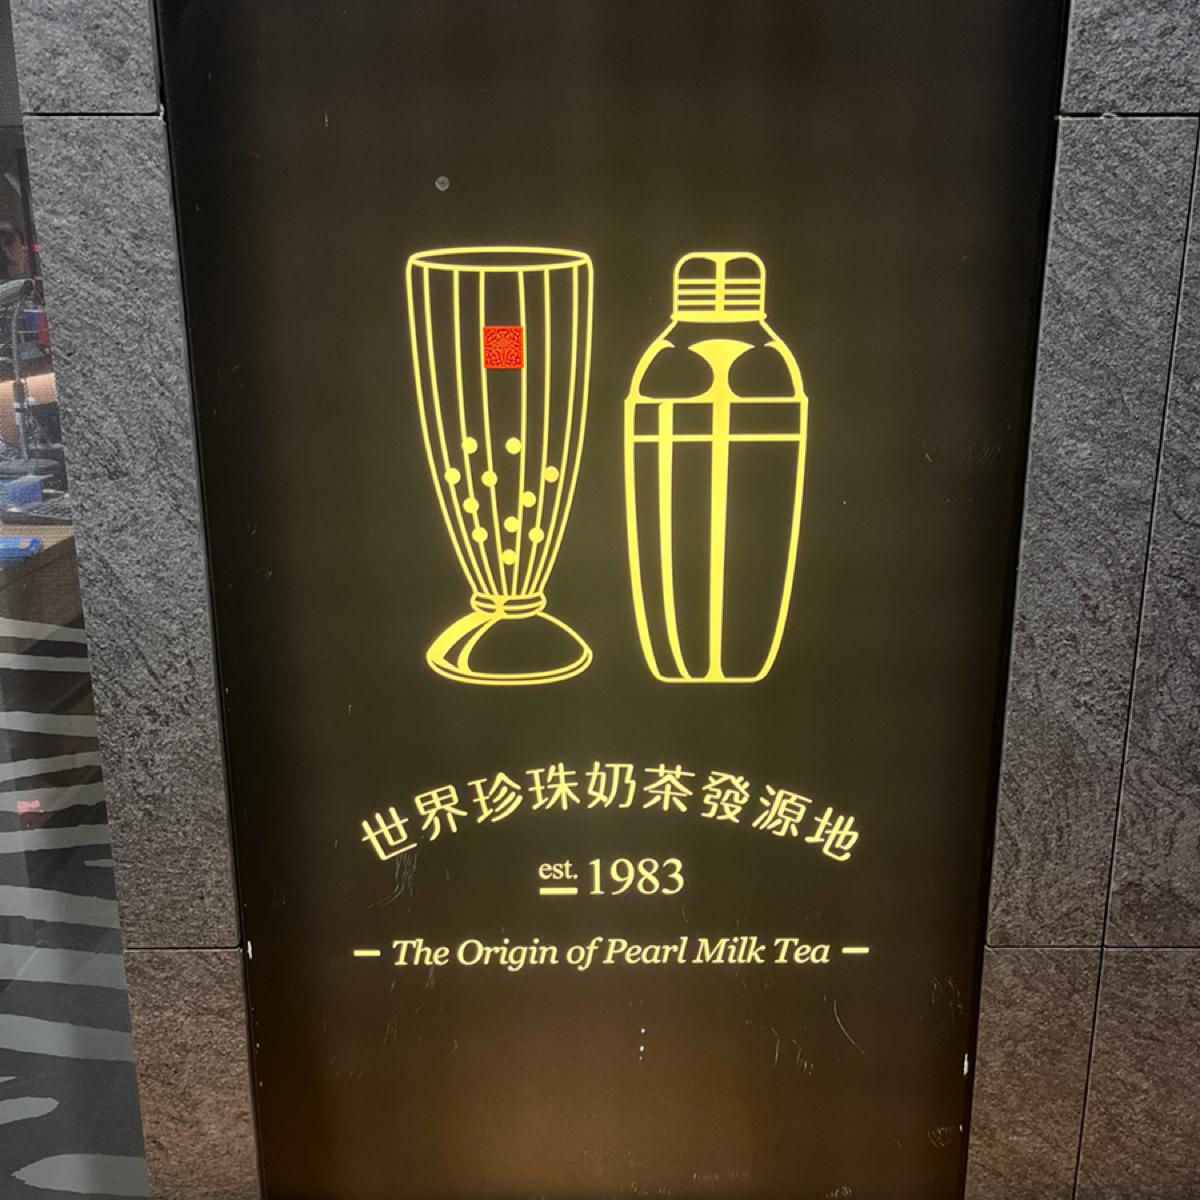 世界珍珠奶茶發源地
est. 1983
– The Origin of Pearl Milk Tea –